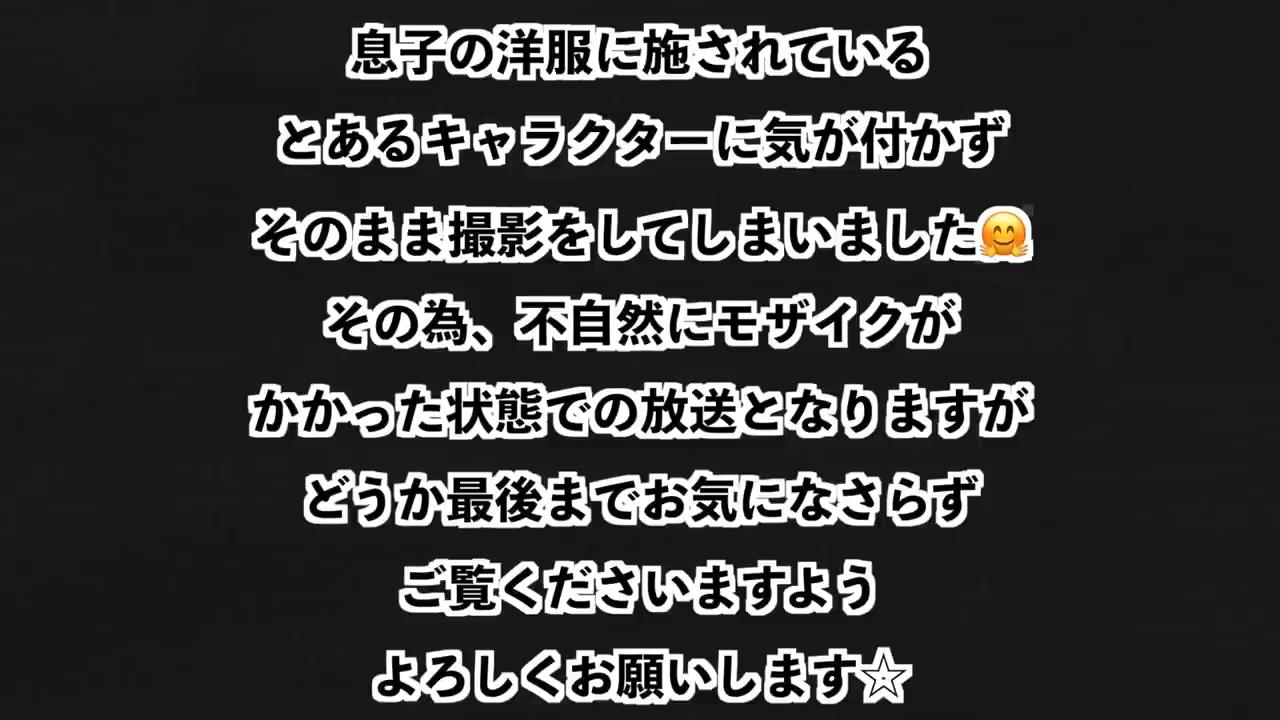 息子の洋服に施されている
とあるキャラクターに気が付かず
そのまま撮影をしてしまいました🤗
その為、不自然にモザイクが
かかった状態での放送となりますが
どうか最後までお気になさらず
ご覧くださいますよう
よろしくお願いします☆